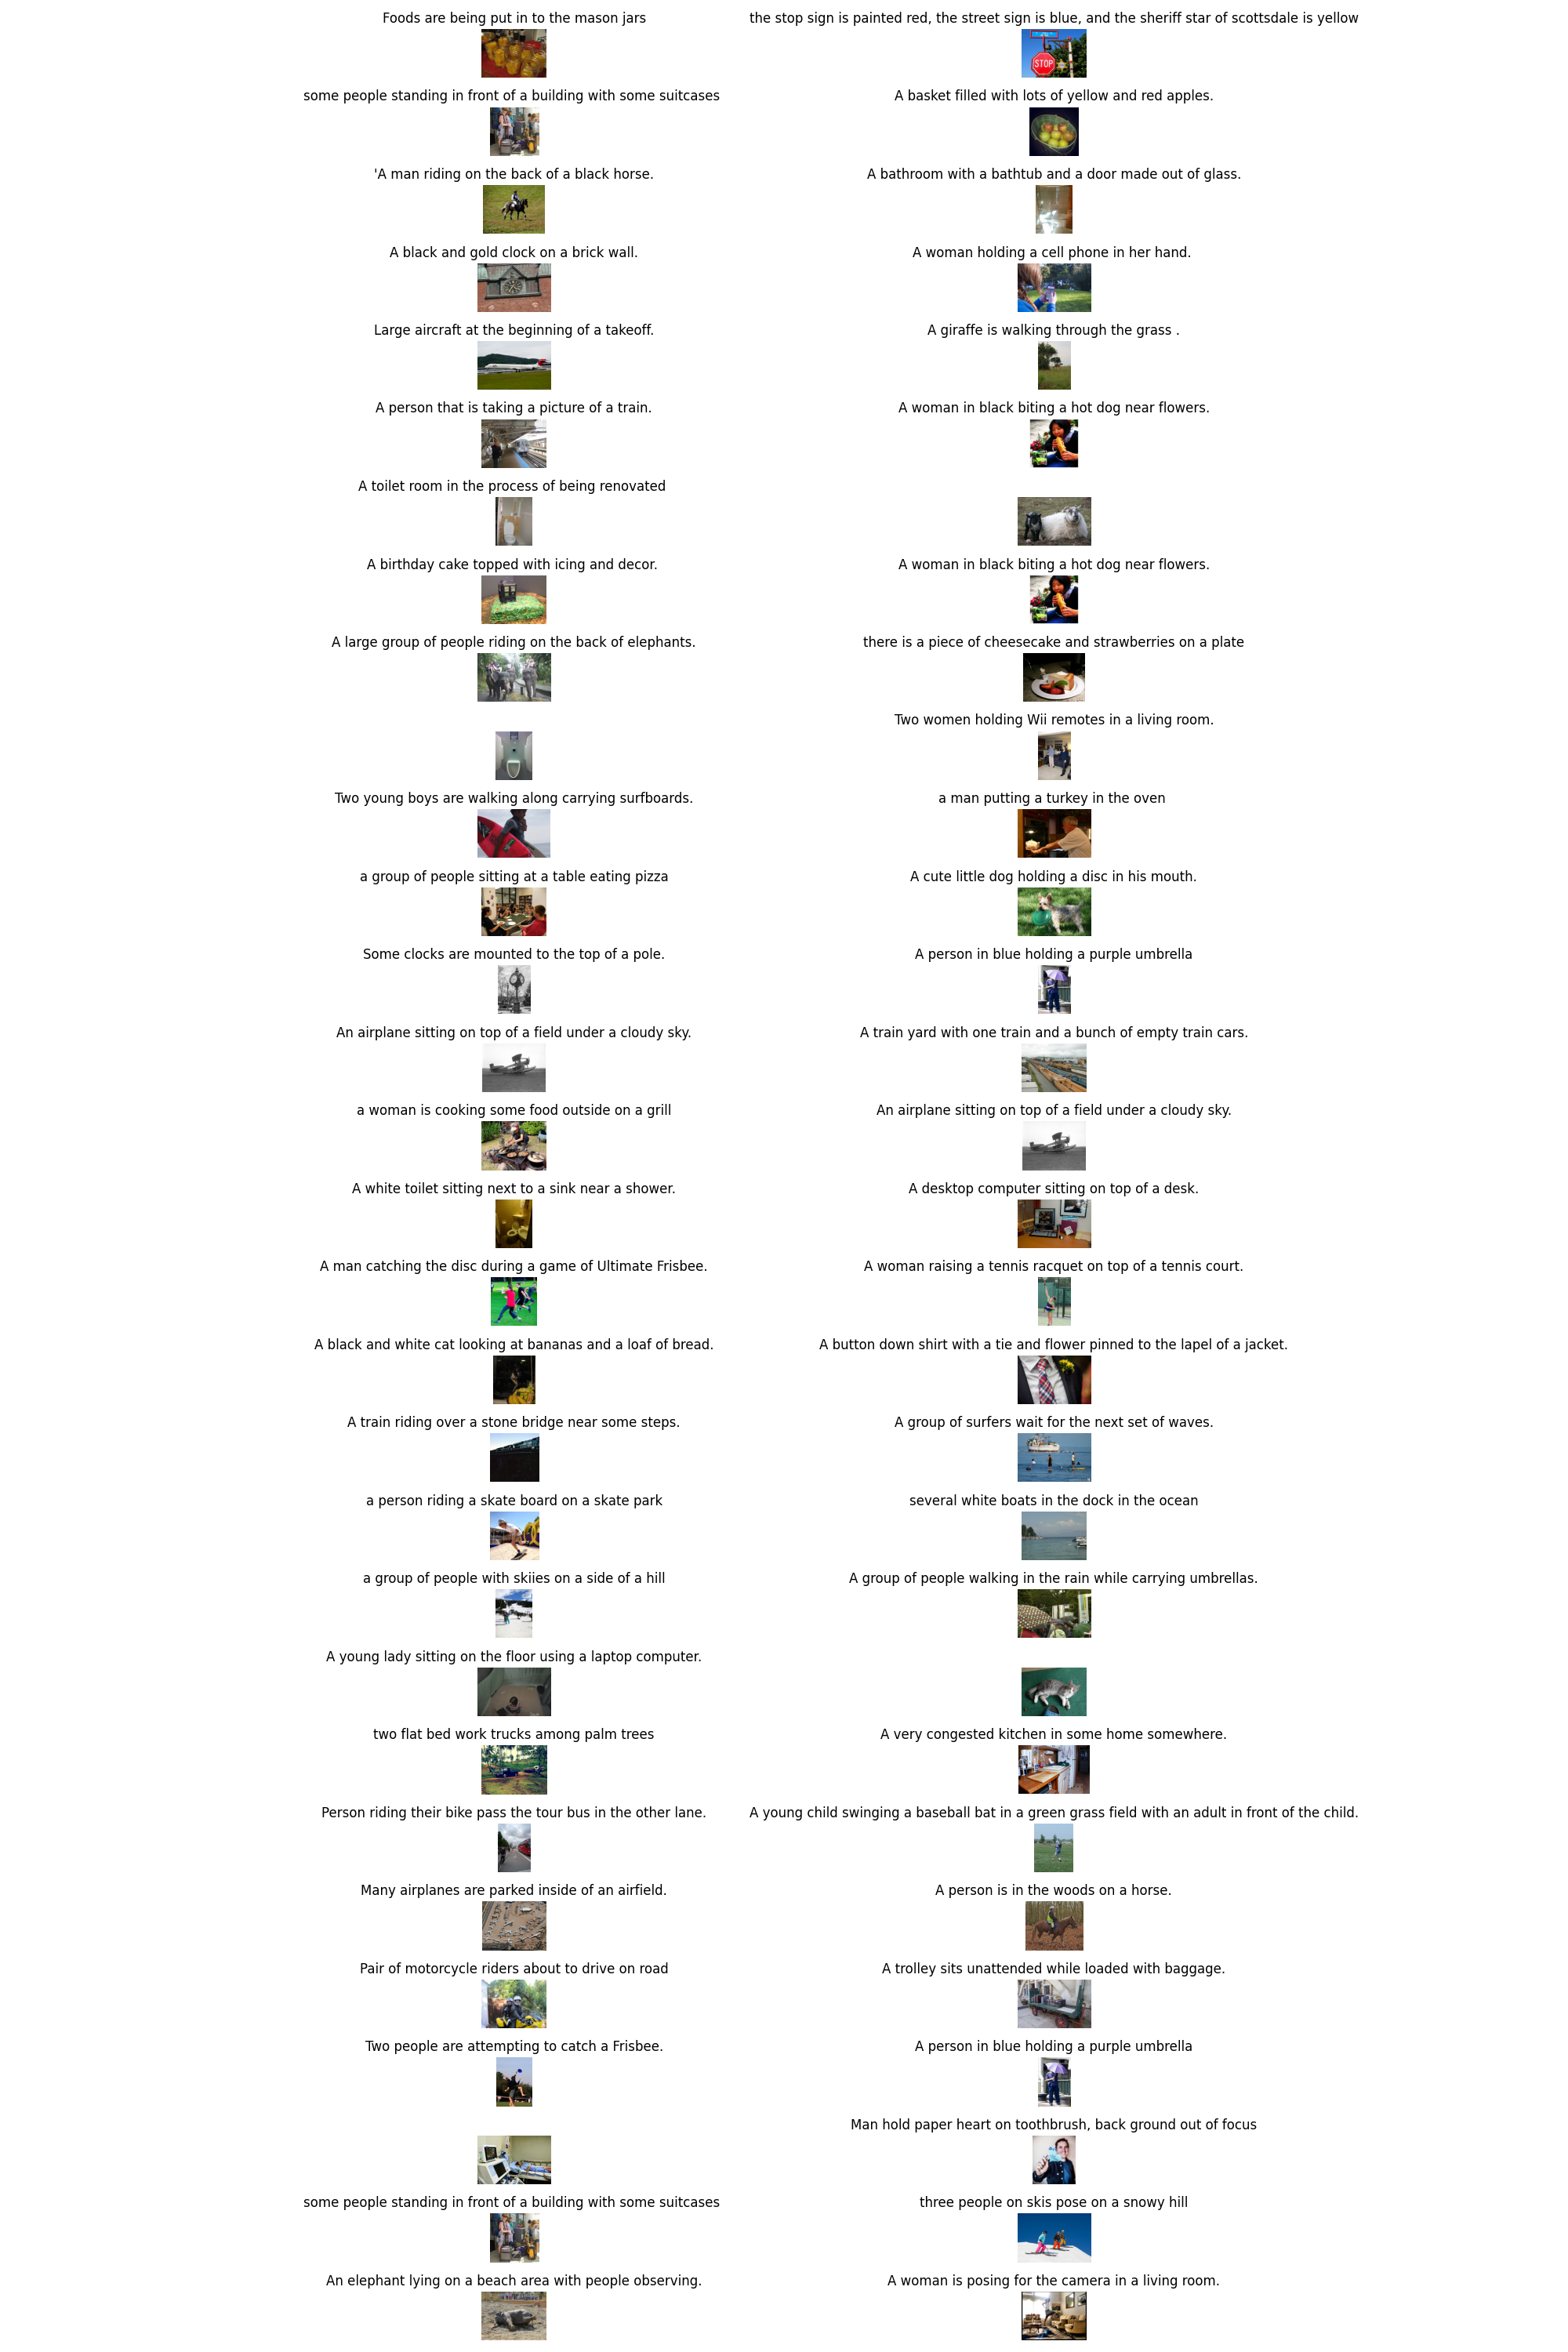 Foods are being put in to the mason jars
the stop sign is painted red, the street sign is blue, and the sheriff star of scottsdale is yellow
STOP
some people standing in front of a building with some suitcases
A basket filled with lots of yellow and red apples.
'A man riding on the back of a black horse.
A bathroom with a bathtub and a door made out of glass.
A black and gold clock on a brick wall.
A woman holding a cell phone in her hand.
Large aircraft at the beginning of a takeoff.
A giraffe is walking through the grass .
A person that is taking a picture of a train.
A woman in black biting a hot dog near flowers.
A toilet room in the process of being renovated
A birthday cake topped with icing and decor.
A woman in black biting a hot dog near flowers.
A large group of people riding on the back of elephants.
there is a piece of cheesecake and strawberries on a plate
Two women holding Wii remotes in a living room.
Two young boys are walking along carrying surfboards.
a man putting a turkey in the oven
a group of people sitting at a table eating pizza
A cute little dog holding a disc in his mouth.
Some clocks are mounted to the top of a pole.
A person in blue holding a purple umbrella
An airplane sitting on top of a field under a cloudy sky.
A train yard with one train and a bunch of empty train cars.
a woman is cooking some food outside on a grill
An airplane sitting on top of a field under a cloudy sky.
A white toilet sitting next to a sink near a shower.
A desktop computer sitting on top of a desk.
A man catching the disc during a game of Ultimate Frisbee.
A woman raising a tennis racquet on top of a tennis court.
A black and white cat looking at bananas and a loaf of bread.
A button down shirt with a tie and flower pinned to the lapel of a jacket.
A train riding over a stone bridge near some steps.
A group of surfers wait for the next set of waves.
a person riding a skate board on a skate park
several white boats in the dock in the ocean
a group of people with skiies on a side of a hill
A group of people walking in the rain while carrying umbrellas.
A young lady sitting on the floor using a laptop computer.
two flat bed work trucks among palm trees
A very congested kitchen in some home somewhere.
Person riding their bike pass the tour bus in the other lane.
A young child swinging a baseball bat in a green grass field with an adult in front of the child.
Many airplanes are parked inside of an airfield.
A person is in the woods on a horse.
Pair of motorcycle riders about to drive on road
A trolley sits unattended while loaded with baggage.
Two people are attempting to catch a Frisbee.
A person in blue holding a purple umbrella
Man hold paper heart on toothbrush, back ground out of focus
some people standing in front of a building with some suitcases
three people on skis pose on a snowy hill
An elephant lying on a beach area with people observing.
A woman is posing for the camera in a living room.